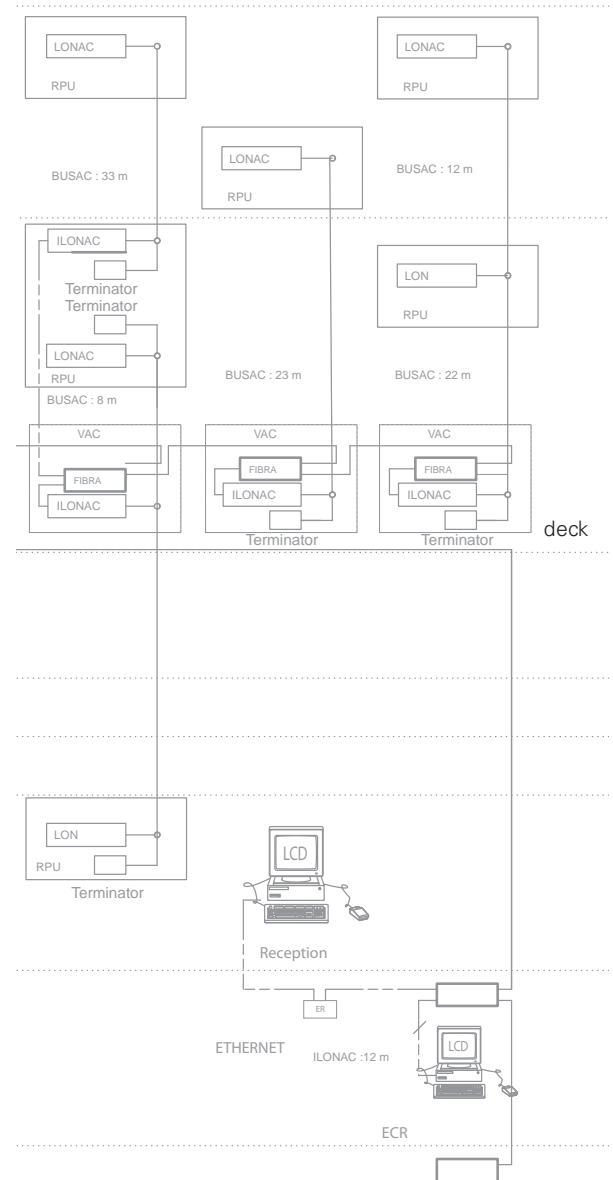 LONAC
RPU
BUSAC : 33 m
LONAC
RPU
BUSAC : 12 m
LONAC
RPU
ILONAC
Terminator
Terminator
LONAC
RPU
BUSAC : 8 m
LON
RPU
BUSAC : 23 m
BUSAC : 22 m
VAC
FIBRA
ILONAC
VAC
FIBRA
ILONAC
Terminator
VAC
FIBRA
ILONAC
Terminator
deck
LON
RPU
Terminator
LCD
Reception
ER
ETHERNET
ILONAC :12 m
LCD
ECR